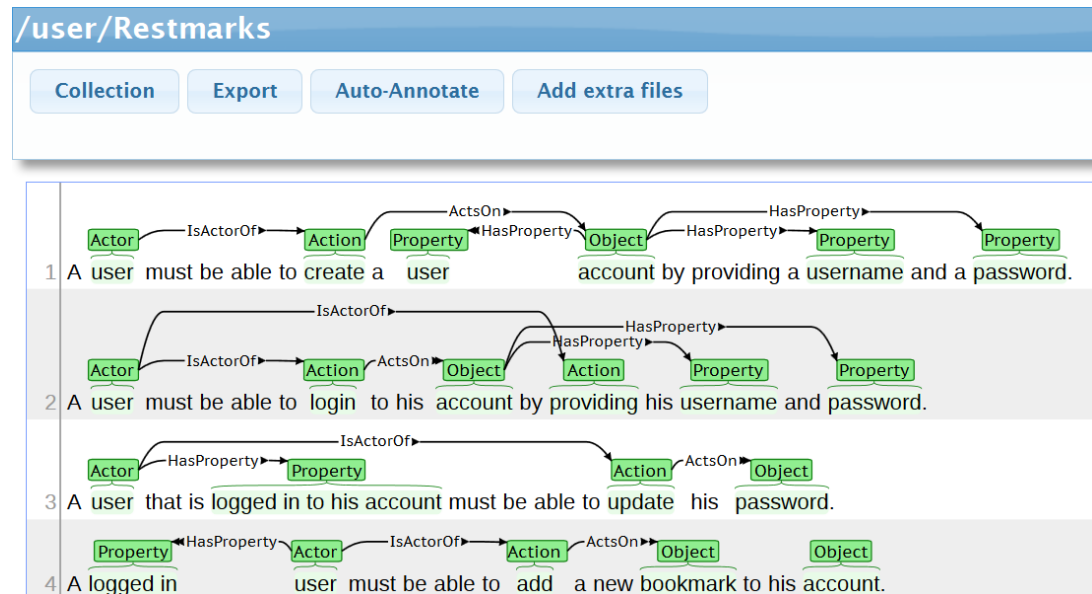 /user/Restmarks
Collection Export Auto-Annotate Add extra files
ActsOn HasProperty
IsActorOf HasProperty HasProperty
Actor Action Property Object Property Property
1 A user must be able to create a user account by providing a username and a password.
IsActorOf HasProperty
HasProperty
IsActorOf ActsOn
Actor Action Object Action Property Property
2 A user must be able to login to his account by providing his username and password.
IsActorOf
HasProperty ActsOn
Actor Property Action Object
3 A user that is logged in to his account must be able to update his password.
HasProperty IsActorOf ActsOn
Property Actor Action Object Object
4 A logged in user must be able to add a new bookmark to his account.